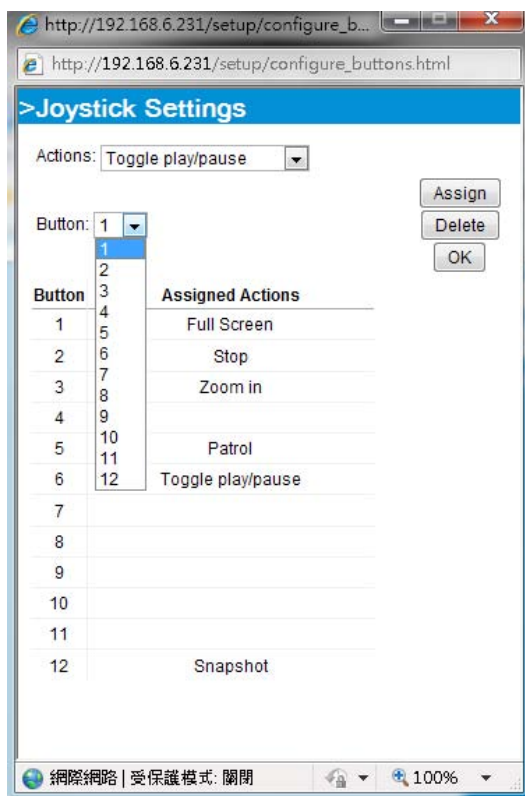 http://192.168.6.231/setup/configure_b...
http://192.168.6.231/setup/configure_buttons.html
>Joystick Settings
Actions: Toggle play/pause
Assign
Button: 1
Delete
OK
1
2
3
4
5
6
7
8
9
10
11
12
Button Assigned Actions
1 Full Screen
2 Stop
3 Zoom in
4
5 Patrol
6 Toggle play/pause
7
8
9
10
11
12 Snapshot
網際網路 | 受保護模式: 關閉 100%